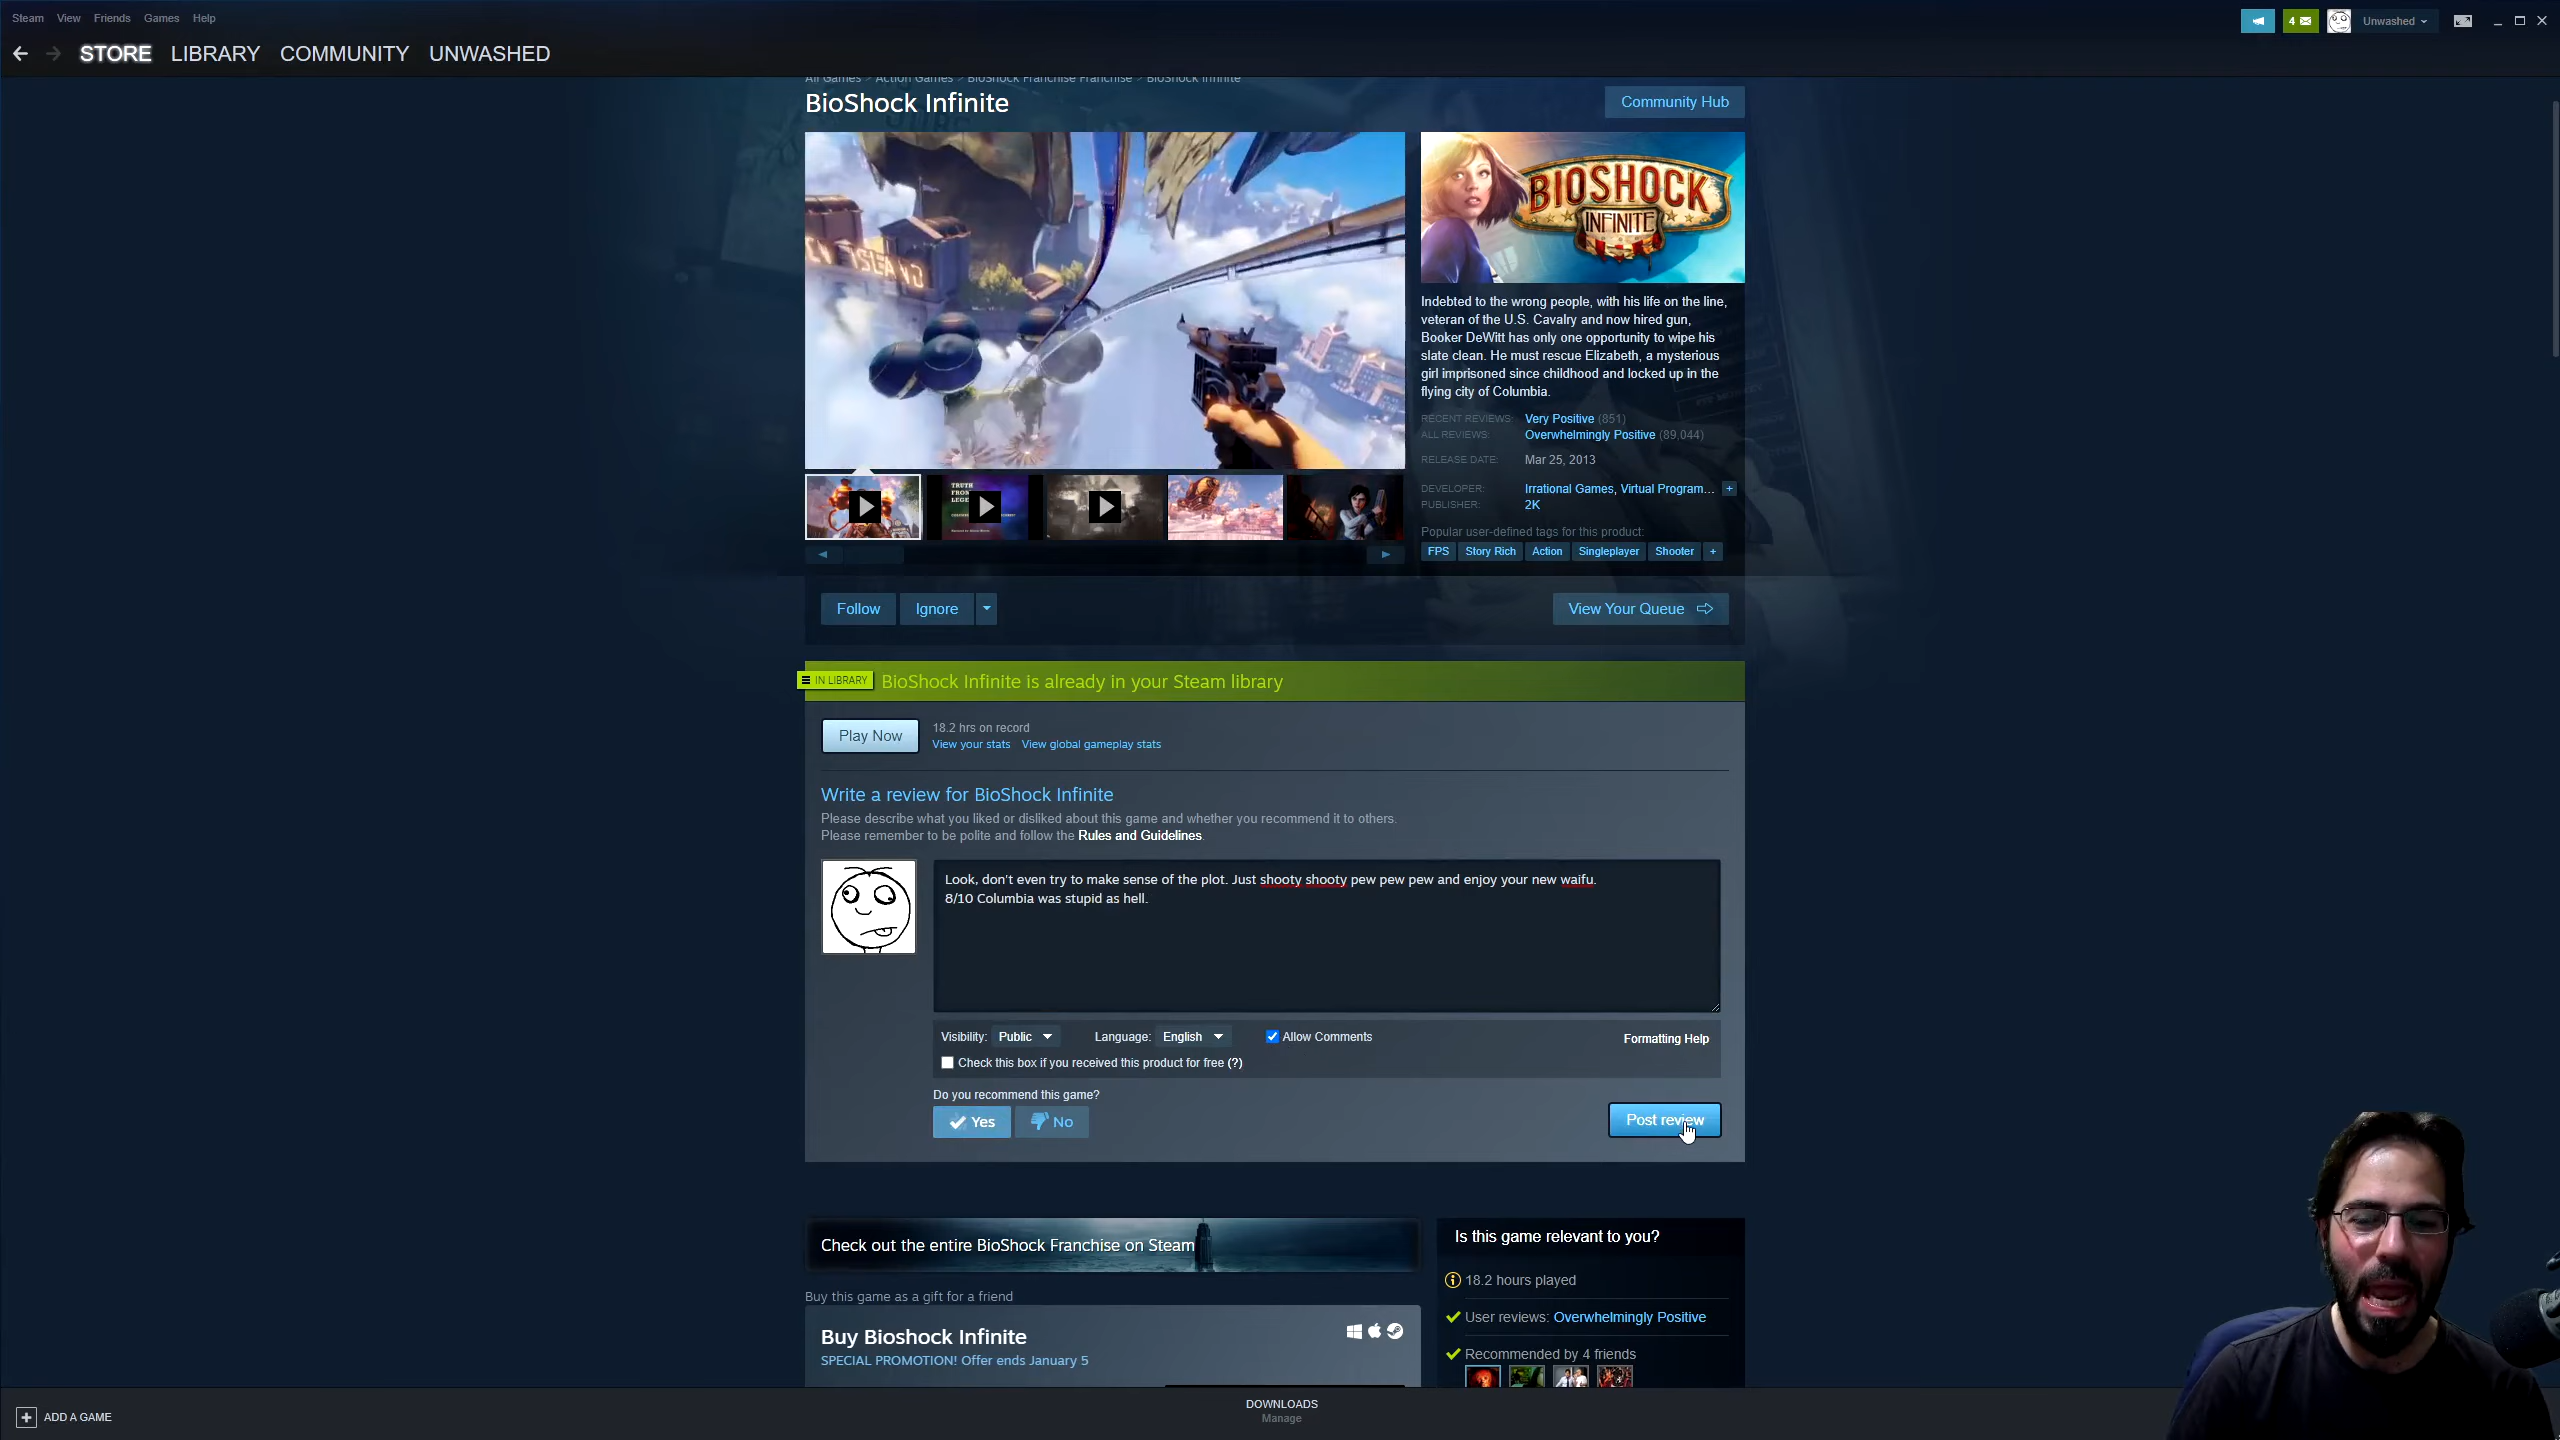 Steam View Friends Games Help
4 Unwashed
STORE LIBRARY COMMUNITY UNWASHED
All Games > Action Games > BioShock Franchise Franchise > BioShock Infinite
BioShock Infinite
Community Hub
BIOSHOCK
INFINITE
Indebted to the wrong people, with his life on the line,
veteran of the U.S. Cavalry and now hired gun,
Booker DeWitt has only one opportunity to wipe his
slate clean. He must rescue Elizabeth, a mysterious
girl imprisoned since childhood and locked up in the
flying city of Columbia.
RECENT REVIEWS: Very Positive (851)
ALL REVIEWS: Overwhelmingly Positive (89,044)
RELEASE DATE: Mar 25, 2013
DEVELOPER: Irrational Games, Virtual Program... +
PUBLISHER: 2K
Popular user-defined tags for this product:
FPS Story Rich Action Singleplayer Shooter +
TRUTH
FROM
LEGE
Follow Ignore
View Your Queue
IN LIBRARY BioShock Infinite is already in your Steam library
Play Now
18.2 hrs on record
View your stats View global gameplay stats
Write a review for BioShock Infinite
Please describe what you liked or disliked about this game and whether you recommend it to others.
Please remember to be polite and follow the Rules and Guidelines.
Look, don't even try to make sense of the plot. Just shooty shooty pew pew pew and enjoy your new waifu.
8/10 Columbia was stupid as hell.
Visibility: Public Language: English Allow Comments Formatting Help
Check this box if you received this product for free (?)
Do you recommend this game?
Yes No
Post review
Check out the entire BioShock Franchise on Steam
Buy this game as a gift for a friend
Buy Bioshock Infinite
SPECIAL PROMOTION! Offer ends January 5
Is this game relevant to you?
18.2 hours played
User reviews: Overwhelmingly Positive
Recommended by 4 friends
ADD A GAME
DOWNLOADS
Manage